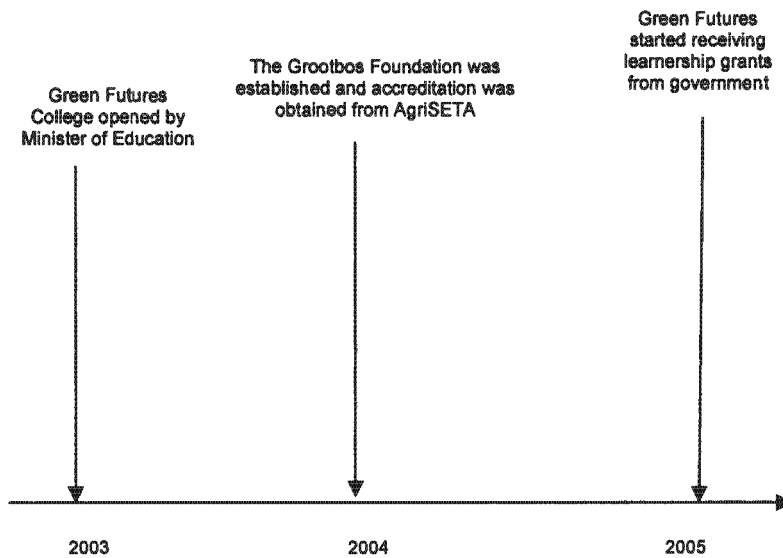 Green Futures
College opened by
Minister of Education
The Grootbos Foundation was
established and accreditation was
obtained from AgriSETA
Green Futures
started receiving
learnership grants
from government
2003
2004
2005